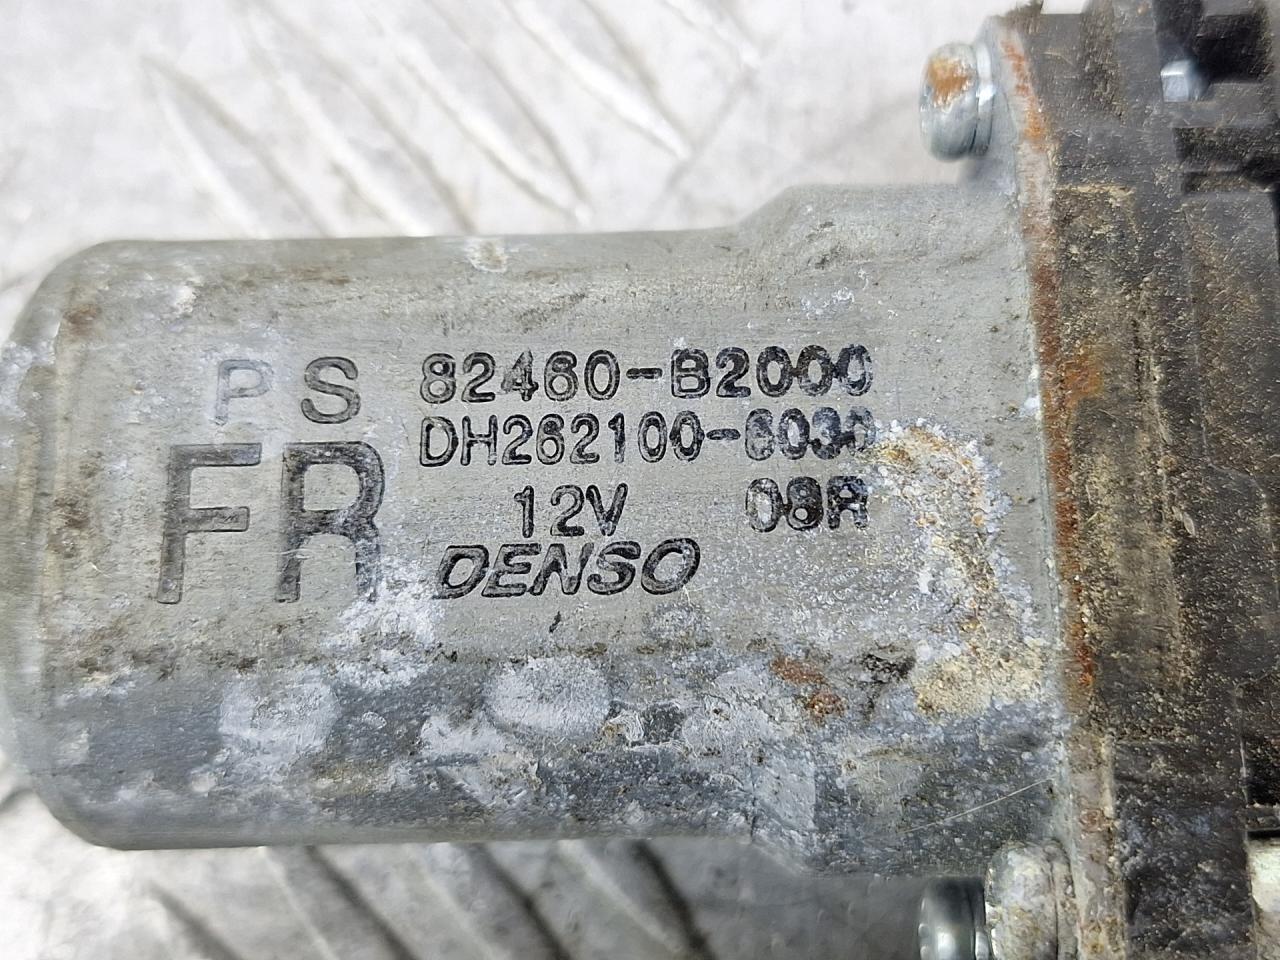 PS 82460-B2000
FR DH262100-6030
12V 08R
DENSO